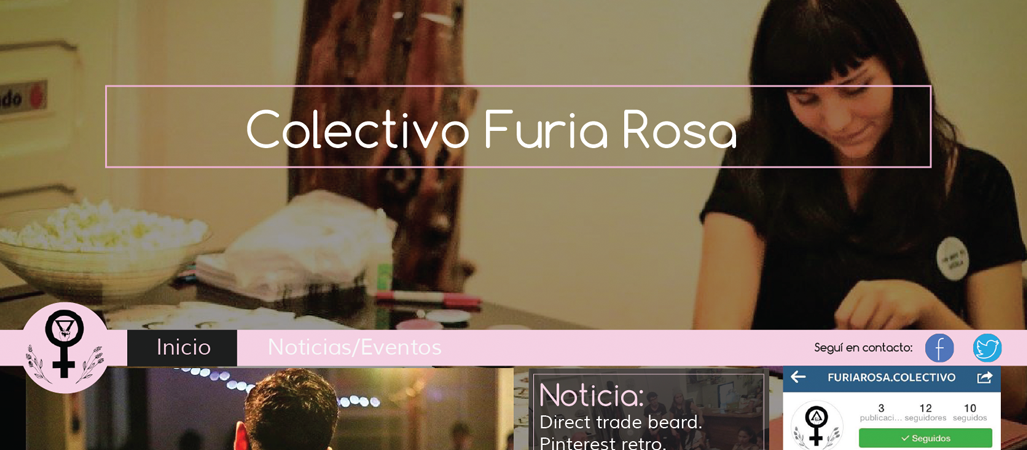 do
Colectivo Furia Rosa
Inicio
Noticias/Eventos
Seguí en contacto:
Noticia:
Direct trade beard.
Pinterest retro.
FURIAROSA.COLECTIVO
3 12 10
publicaci... seguidores seguidos
Seguidos